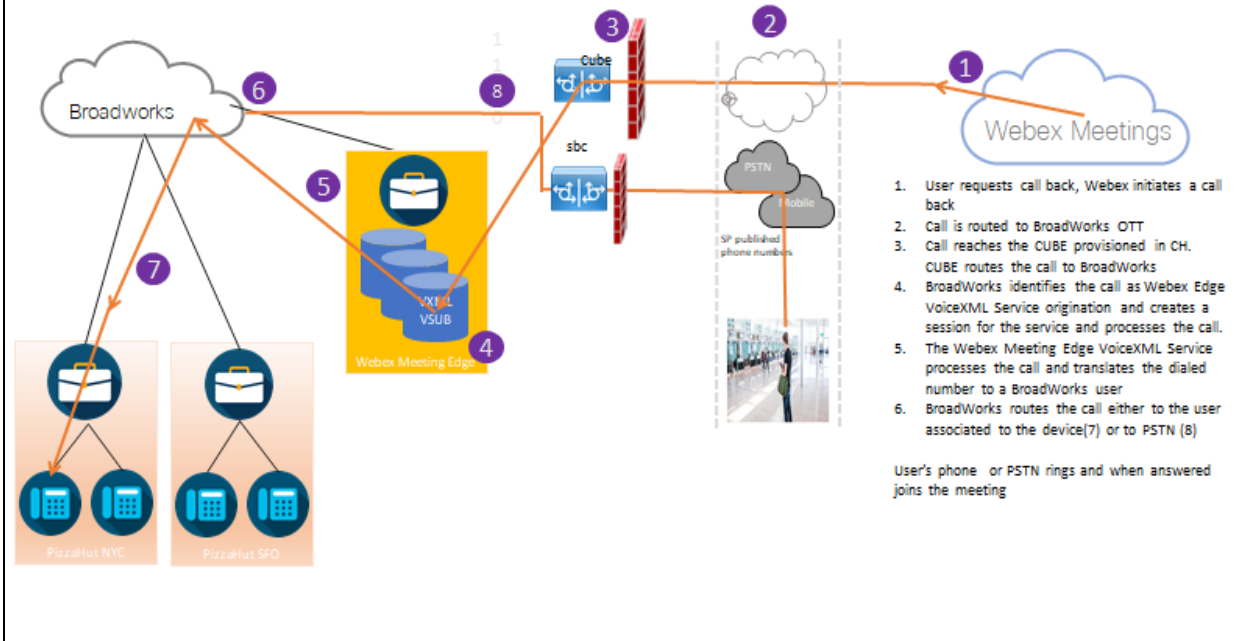 1
1
8
3
2
Cube
1
6
8
Broadworks
Webex Meetings
sbc
PSTN
Mobile
5
SP published
phone numbers
7
VXML
VSUB
4
Webex Meeting Edge
PizzaHut NYC
PizzaHut SFO
1. User requests call back, Webex initiates a call
back
2. Call is routed to BroadWorks OTT
3. Call reaches the CUBE provisioned in CH.
CUBE routes the call to BroadWorks
4. BroadWorks identifies the call as Webex Edge
VoiceXML Service origination and creates a
session for the service and processes the call.
5. The Webex Meeting Edge VoiceXML Service
processes the call and translates the dialed
number to a BroadWorks user
6. BroadWorks routes the call either to the user
associated to the device(7) or to PSTN (8)
User's phone or PSTN rings and when answered
joins the meeting